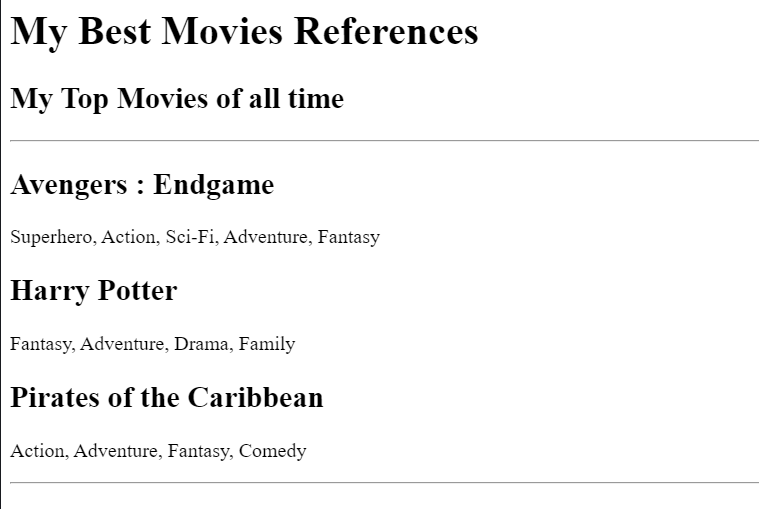 My Best Movies References
My Top Movies of all time
Avengers : Endgame
Superhero, Action, Sci-Fi, Adventure, Fantasy
Harry Potter
Fantasy, Adventure, Drama, Family
Pirates of the Caribbean
Action, Adventure, Fantasy, Comedy